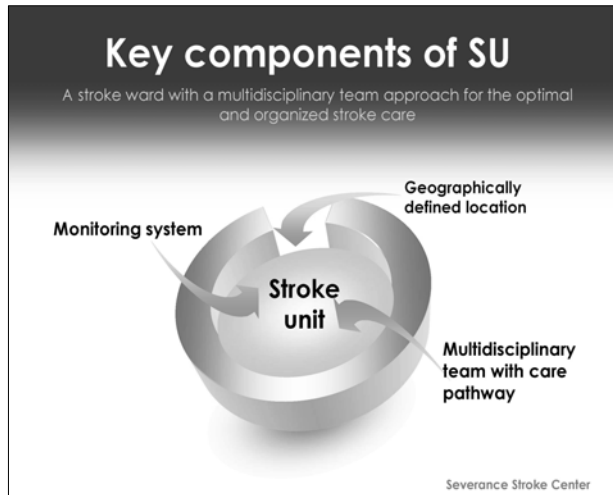 Key components of SU
A stroke ward with a multidisciplinary team approach for the optimal
and organized stroke care
Geographically
defined location
Monitoring system
Stroke
unit
Multidisciplinary
team with care
pathway
Severance Stroke Center